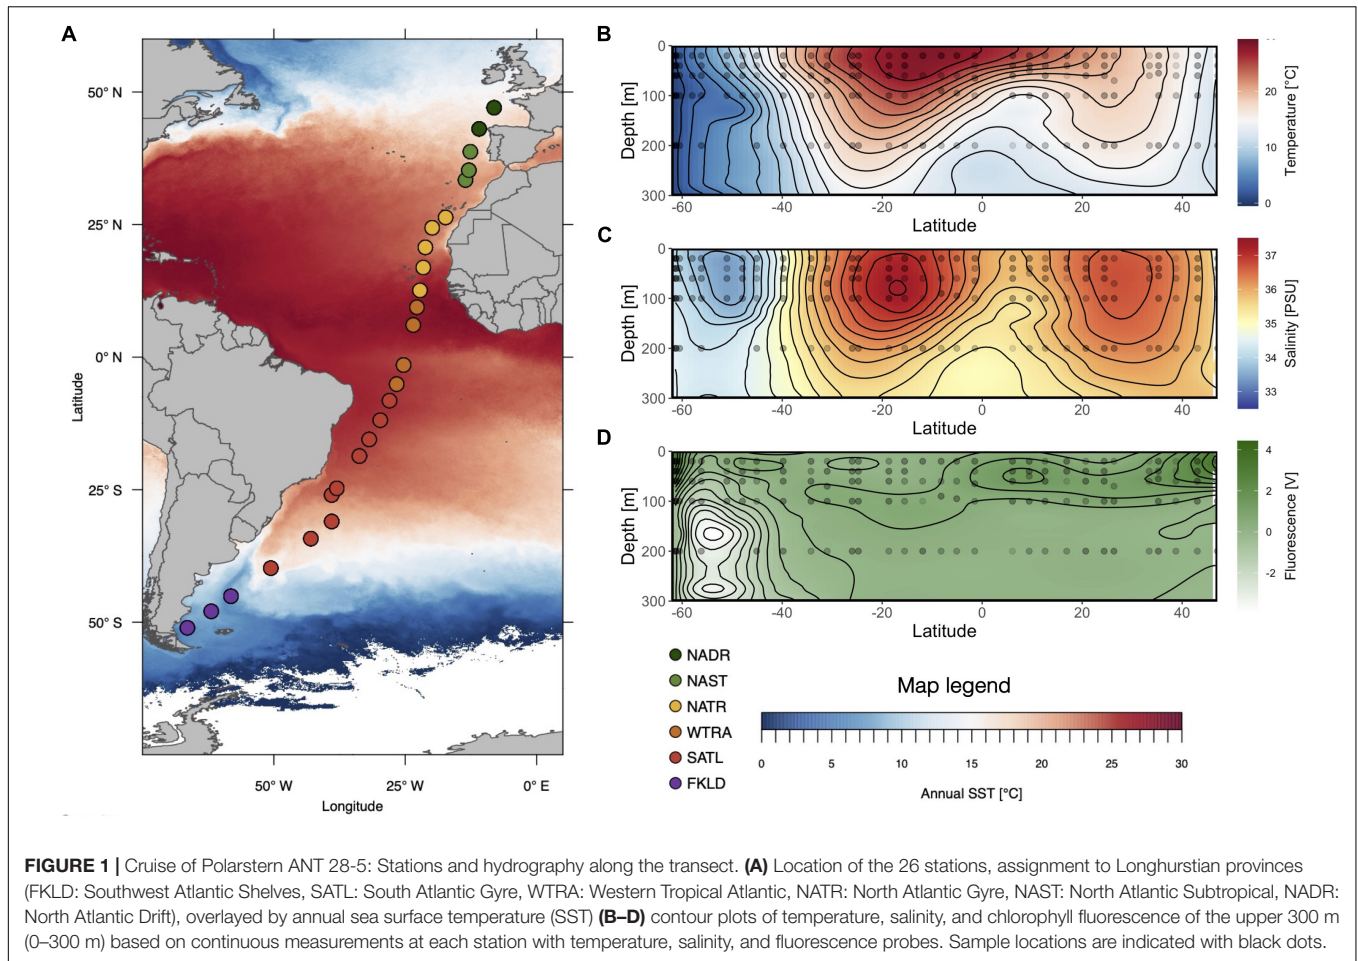 A
50° N
25° N
0° N
25° S
50° S
Latitude
50° W
25° W
0° E
Longitude
B
0
100
200
300
Depth [m]
-60
-40
-20
0
20
40
Latitude
20
10
0
Temperature [°C]
C
0
100
200
300
Depth [m]
-60
-40
-20
0
20
40
Latitude
37
36
35
34
33
Salinity [PSU]
D
0
100
200
300
Depth [m]
-60
-40
-20
0
20
40
Latitude
4
2
0
-2
Fluorescence [V]
NADR
NAST
NATR
WTRA
SATL
FKLD
Map legend
0
5
10
15
20
25
30
Annual SST [°C]
FIGURE 1 | Cruise of Polarstern ANT 28-5: Stations and hydrography along the transect. (A) Location of the 26 stations, assignment to Longhurstian provinces
(FKLD: Southwest Atlantic Shelves, SATL: South Atlantic Gyre, WTRA: Western Tropical Atlantic, NATR: North Atlantic Gyre, NAST: North Atlantic Subtropical, NADR:
North Atlantic Drift), overlayed by annual sea surface temperature (SST) (B–D) contour plots of temperature, salinity, and chlorophyll fluorescence of the upper 300 m
(0–300 m) based on continuous measurements at each station with temperature, salinity, and fluorescence probes. Sample locations are indicated with black dots.